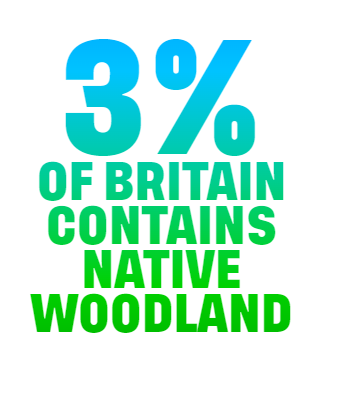 3%
OF BRITAIN
CONTAINS
NATIVE
WOODLAND